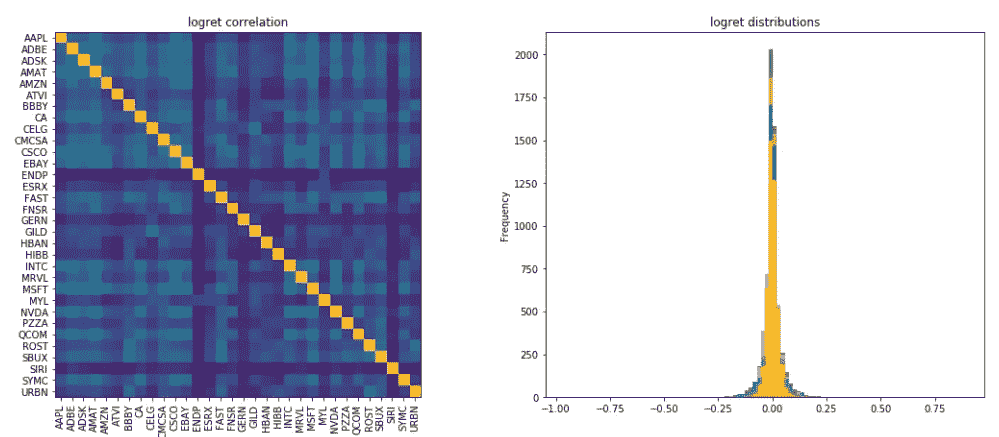 logret correlation
AAPL
ADBE
ADSK
AMAT
AMZN
ATVI
BBBY
CA
CELG
CMCSA
CSCO
EBAY
ENDP
ESRX
FAST
FNSR
GERN
GILD
HBAN
HIBB
INTC
MRVL
MSFT
MYL
NVDA
PZZA
QCOM
ROST
SBUX
SIRI
SYMC
URBN
AAPL
ADBE
ADSK
AMAT
AMZN
ATVI
BBBY
CA
CELG
CMCSA
CSCO
EBAY
ENDP
ESRX
FAST
FNSR
GERN
GILD
HBAN
HIBB
INTC
MRVL
MSFT
MYL
NVDA
PZZA
QCOM
ROST
SBUX
SIRI
SYMC
URBN
logret distributions
Frequency
2000
1750
1500
1250
1000
750
500
250
0
-1.00
-0.75
-0.50
-0.25
0.00
0.25
0.50
0.75